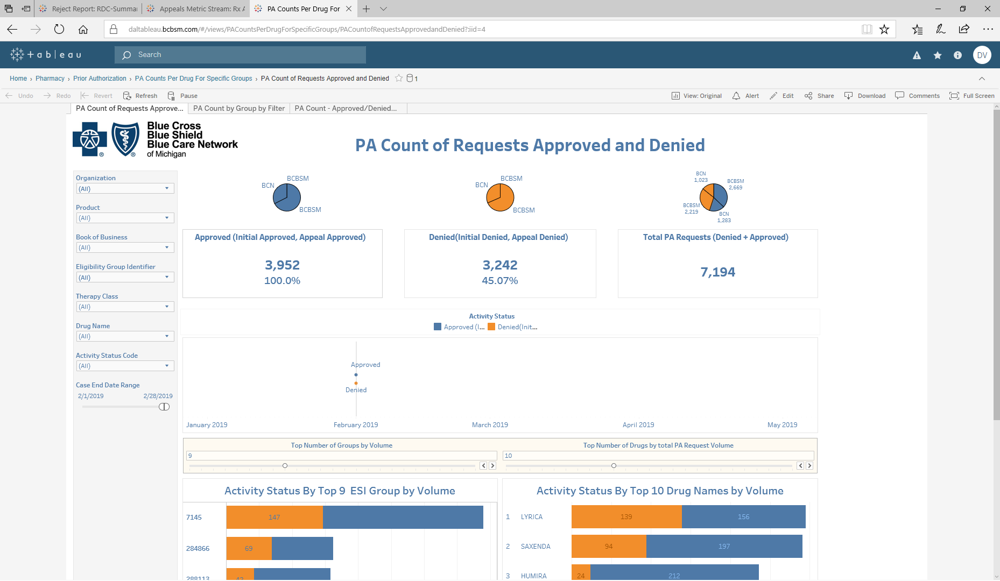 Reject Report: RDC-Summar
Appeals Metric Stream: Rx A
PA Counts Per Drug For
daltableau.bcbsm.com/#/views/PACountsPerDrugForSpecificGroups/PACountofRequestsApprovedandDenied?:iid=4
+ableau
Search
DV
Home › Pharmacy › Prior Authorization › PA Counts Per Drug For Specific Groups › PA Count of Requests Approved and Denied 1
Undo Redo Revert Refresh Pause View: Original Alert Edit Share Download Comments Full Screen
PA Count of Requests Approve... PA Count by Group by Filter PA Count - Approved/Denied...
Blue Cross
Blue Shield
Blue Care Network
of Michigan
PA Count of Requests Approved and Denied
Organization
(All)
Product
(All)
Book of Business
(All)
Eligibility Group Identifier
(All)
Therapy Class
(All)
Drug Name
(All)
Activity Status Code
(All)
Case End Date Range
2/1/2019 2/28/2019
BCBSM
BCN
BCBSM
BCBSM
BCN
BCBSM
BCN
1,023
BCBSM
2,669
BCBSM
2,219
BCN
1,283
Approved (Initial Approved, Appeal Approved)
3,952
100.0%
Denied(Initial Denied, Appeal Denied)
3,242
45.07%
Total PA Requests (Denied + Approved)
7,194
Activity Status
Approved (I... Denied(Init...
Approved
Denied
January 2019 February 2019 March 2019 April 2019 May 2019
Top Number of Groups by Volume
9
Top Number of Drugs by total PA Request Volume
10
Activity Status By Top 9 ESI Group by Volume
7145 147
284866 69
288113 42
Activity Status By Top 10 Drug Names by Volume
1 LYRICA 139 156
2 SAXENDA 94 197
3 HUMIRA 24 212